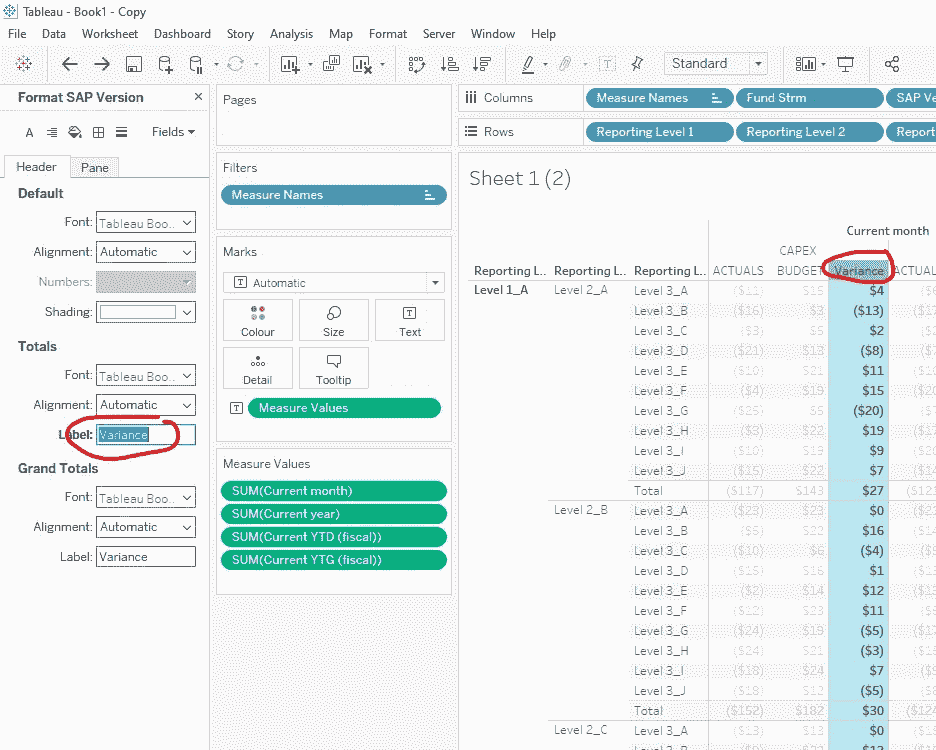 Tableau - Book1 - Copy
File Data Worksheet Dashboard Story Analysis Map Format Server Window Help
Standard
Format SAP Version
Fields
Header Pane
Default
Font: Tableau Boo..
Alignment: Automatic
Numbers:
Shading:
Totals
Font: Tableau Boo..
Alignment: Automatic
Label: Variance
Grand Totals
Font: Tableau Boo..
Alignment: Automatic
Label: Variance
Pages
Filters
Measure Names
Marks
Automatic
Colour Size Text
Detail Tooltip
Measure Values
Measure Values
SUM(Current month)
SUM(Current year)
SUM(Current YTD (fiscal))
SUM(Current YTG (fiscal))
Columns Measure Names Fund Strm SAP Ve
Rows Reporting Level 1 Reporting Level 2 Report
Sheet 1 (2)
Current month
CAPEX
Reporting L.. Reporting L.. Reporting L.. ACTUALS BUDGET Variance ACTUAL
Level 1_A Level 2_A Level 3_A ($11) $15 $4
Level 3_B ($16) $3 ($13)
Level 3_C ($3) $5 $2
Level 3_D ($21) $13 ($8)
Level 3_E ($10) $21 $11
Level 3_F ($4) $19 $15
Level 3_G ($25) $5 ($20)
Level 3_H ($3) $22 $19
Level 3_I ($10) $19 $9
Level 3_J ($15) $22 $7
Total ($117) $143 $27
Level 2_B Level 3_A ($23) $23 $0
Level 3_B ($6) $22 $16
Level 3_C ($10) $6 ($4)
Level 3_D ($15) $16 $1
Level 3_E ($2) $14 $12
Level 3_F ($12) $23 $11
Level 3_G ($24) $19 ($5)
Level 3_H ($24) $21 ($3)
Level 3_I ($18) $24 $7
Level 3_J ($18) $12 ($5)
Total ($152) $182 $30
Level 2_C Level 3_A ($13) $13 $0